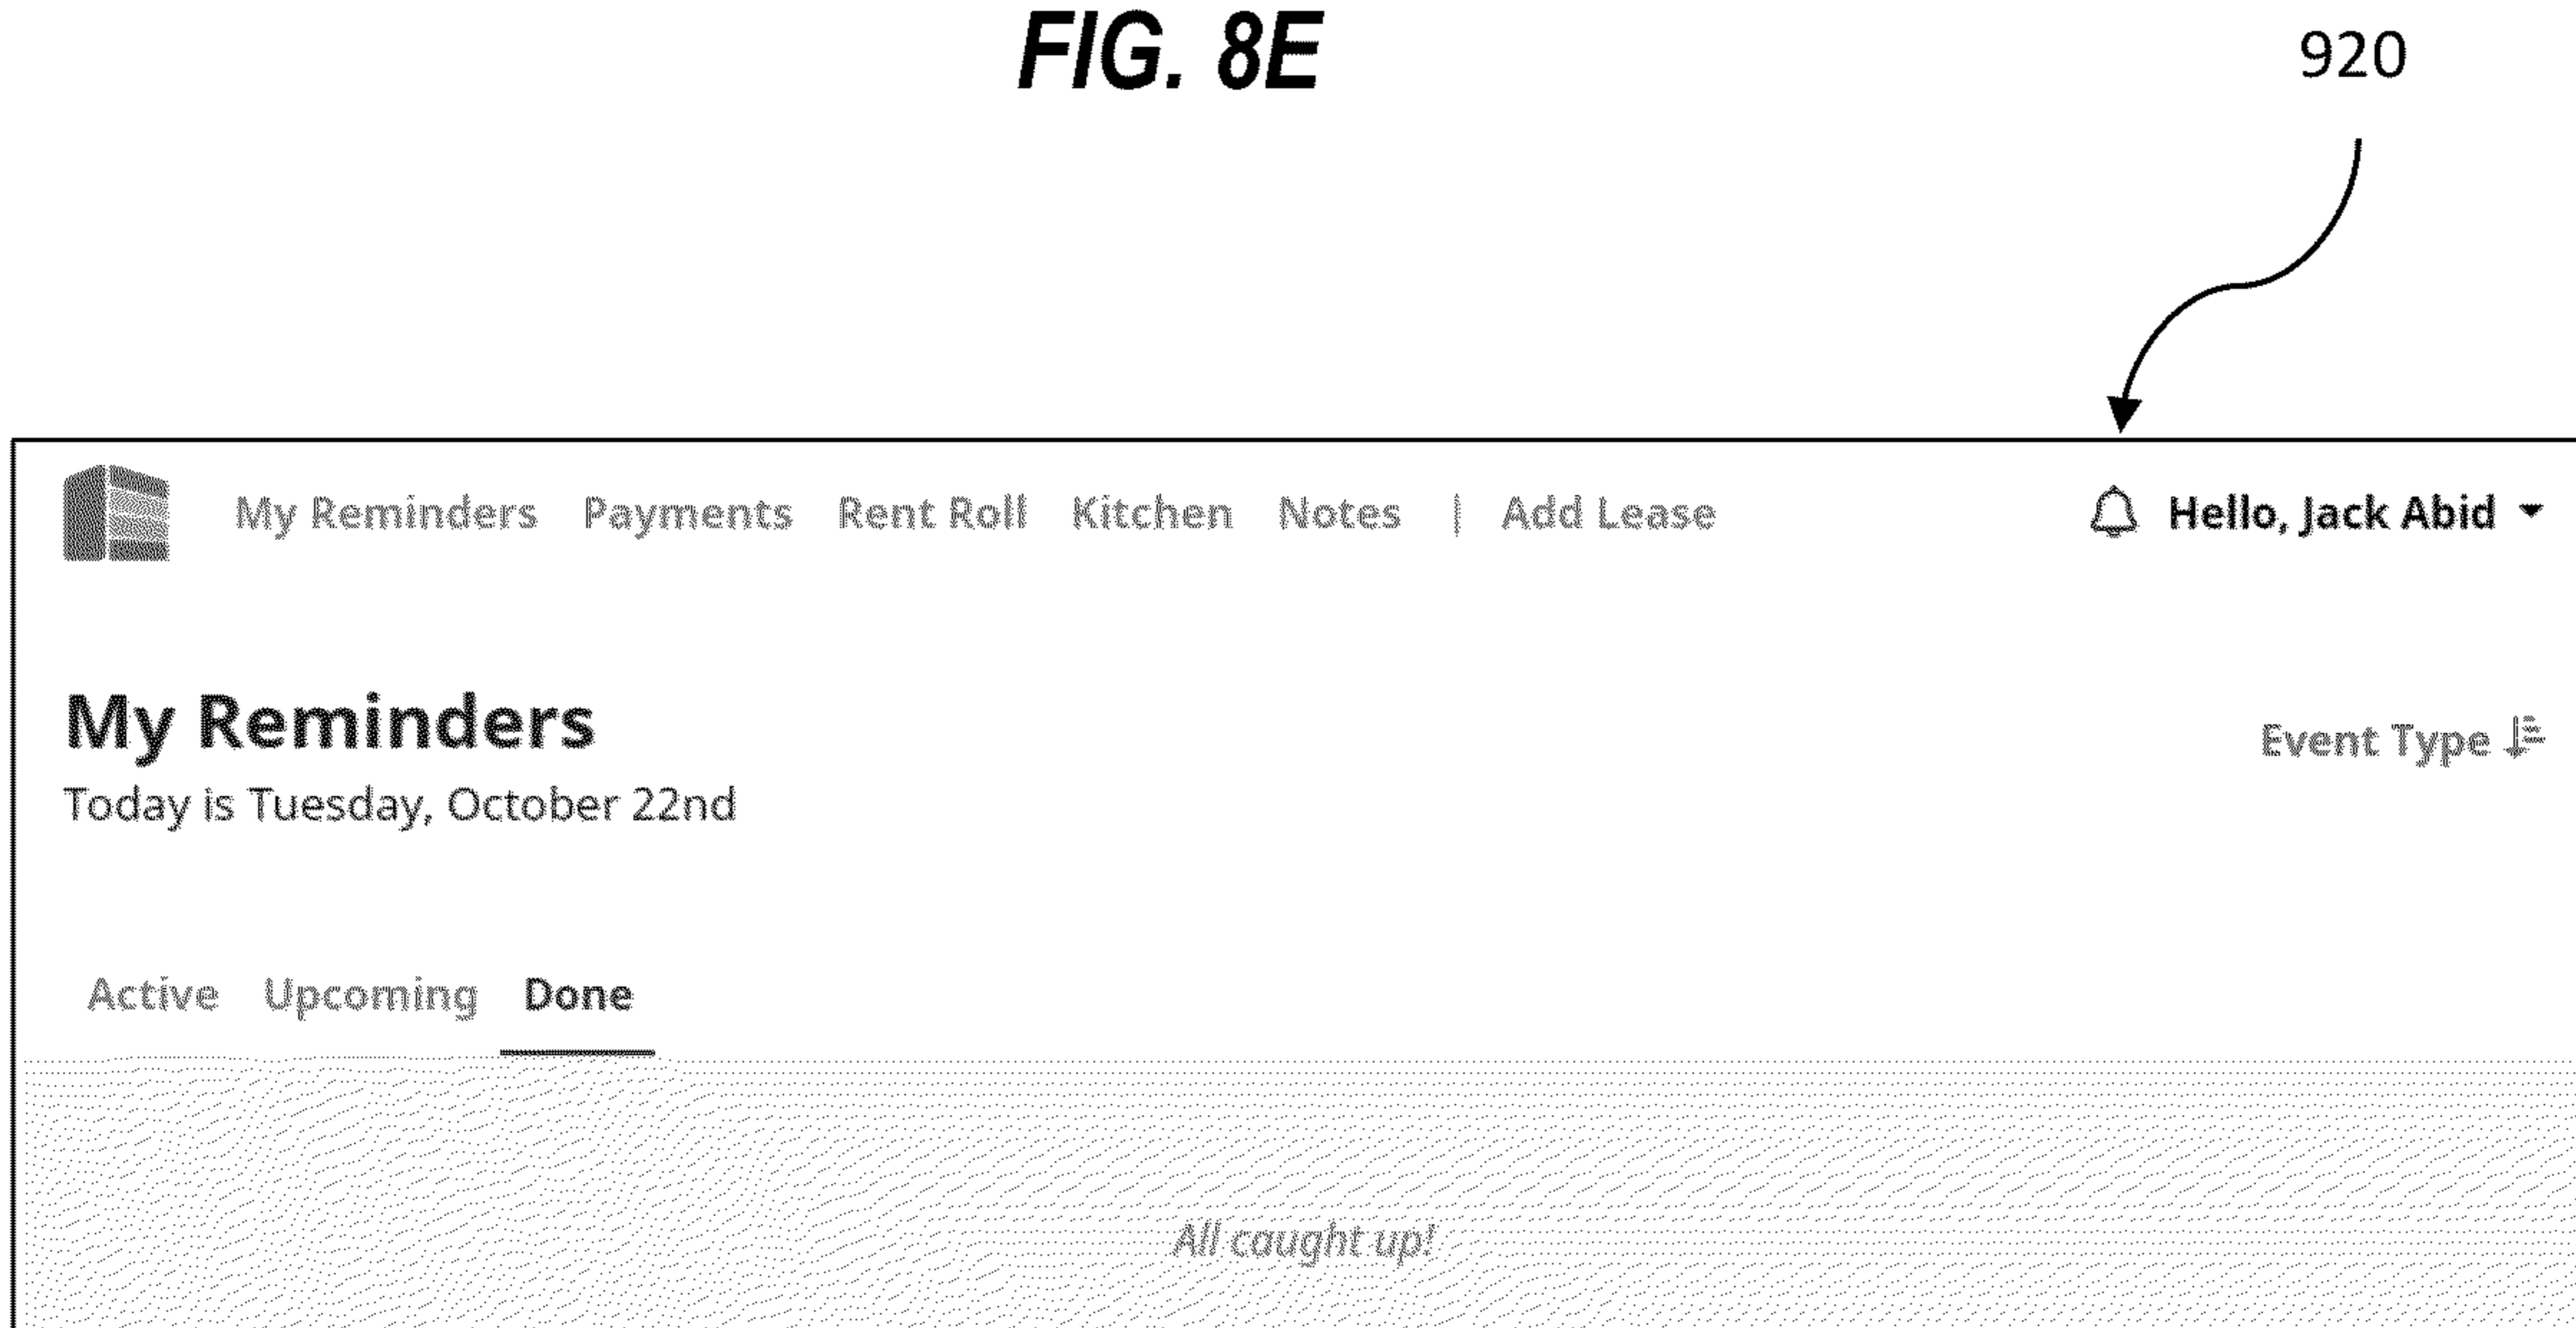 FIG. 8E
920
My Reminders Payments Rent Roll Kitchen Notes | Add Lease Hello, Jack Abid
My Reminders
Event Type
Today is Tuesday, October 22nd
Active Upcoming Done
All caught up!